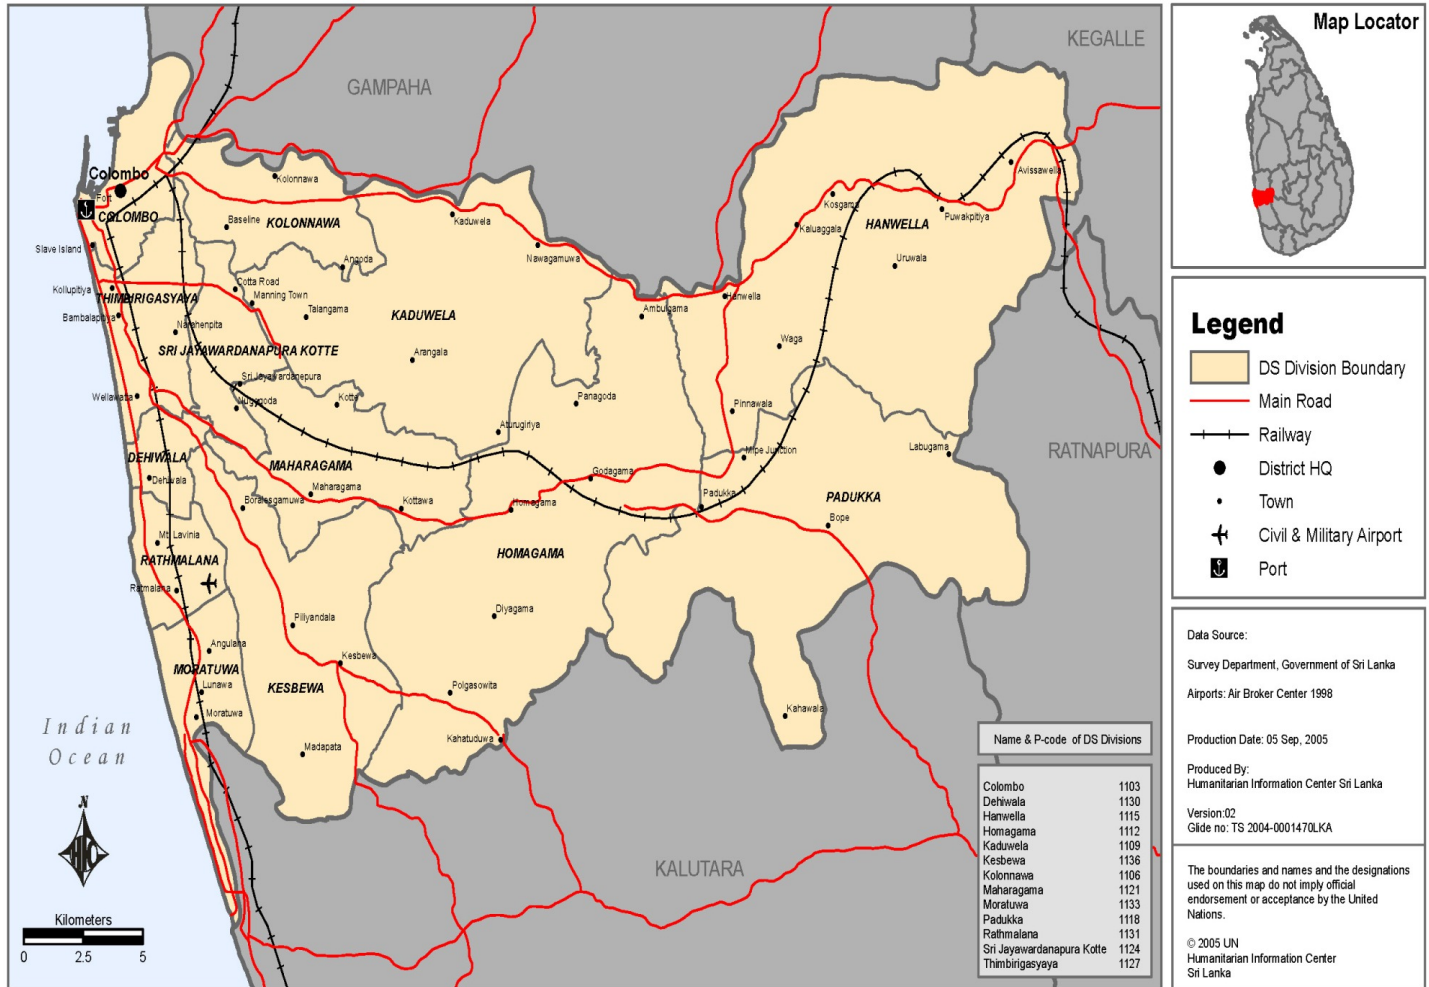 GAMPAHA
KEGALLE
Colombo
Fort
COLOMBO
Slave Island
Kollupitiya
THIMBIRIGASYAYA
Bambalapitiya
Narahenpita
Wellawatta
Kolonnawa
Baseline
KOLONNAWA
Angoda
Cotta Road
Manning Town
Talangama
SRI JAYAWARDANAPURA KOTTE
Sri Jayawardanepura
Nugegoda
Kotte
Kaduwela
Nawagamuwa
KADUWELA
Arangala
Aturugiriya
Panagoda
Ambulgama
Hanwella
Kaluaggala
Kosgama
HANWELLA
Puwakpitiya
Avissawella
Uruwala
Waga
Pinnawala
Mipe Junction
Labugama
RATNAPURA
DEHIWALA
Dehiwala
MAHARAGAMA
Maharagama
Boralesgamuwa
Kottawa
Homagama
Godagama
Padukka
PADUKKA
Bope
Mt. Lavinia
RATHMALANA
Ratmalana
HOMAGAMA
Diyagama
Piliyandala
Angulana
MORATUWA
Lunawa
Moratuwa
KESBEWA
Kesbewa
Polgasowita
Kahatuduwa
Madapata
Kahawala
KALUTARA
Indian
Ocean
N
HIC
Kilometers
0 2.5 5
Name & P-code of DS Divisions
Colombo 1103
Dehiwala 1130
Hanwella 1115
Homagama 1112
Kaduwela 1109
Kesbewa 1136
Kolonnawa 1106
Maharagama 1121
Moratuwa 1133
Padukka 1118
Rathmalana 1131
Sri Jayawardanapura Kotte 1124
Thimbirigasyaya 1127
Map Locator
Legend
DS Division Boundary
Main Road
Railway
District HQ
Town
Civil & Military Airport
Port
Data Source:
Survey Department, Government of Sri Lanka
Airports: Air Broker Center 1998
Production Date: 05 Sep, 2005
Produced By:
Humanitarian Information Center Sri Lanka
Version:02
Glide no: TS 2004-0001470LKA
The boundaries and names and the designations
used on this map do not imply official
endorsement or acceptance by the United
Nations.
© 2005 UN
Humanitarian Information Center
Sri Lanka